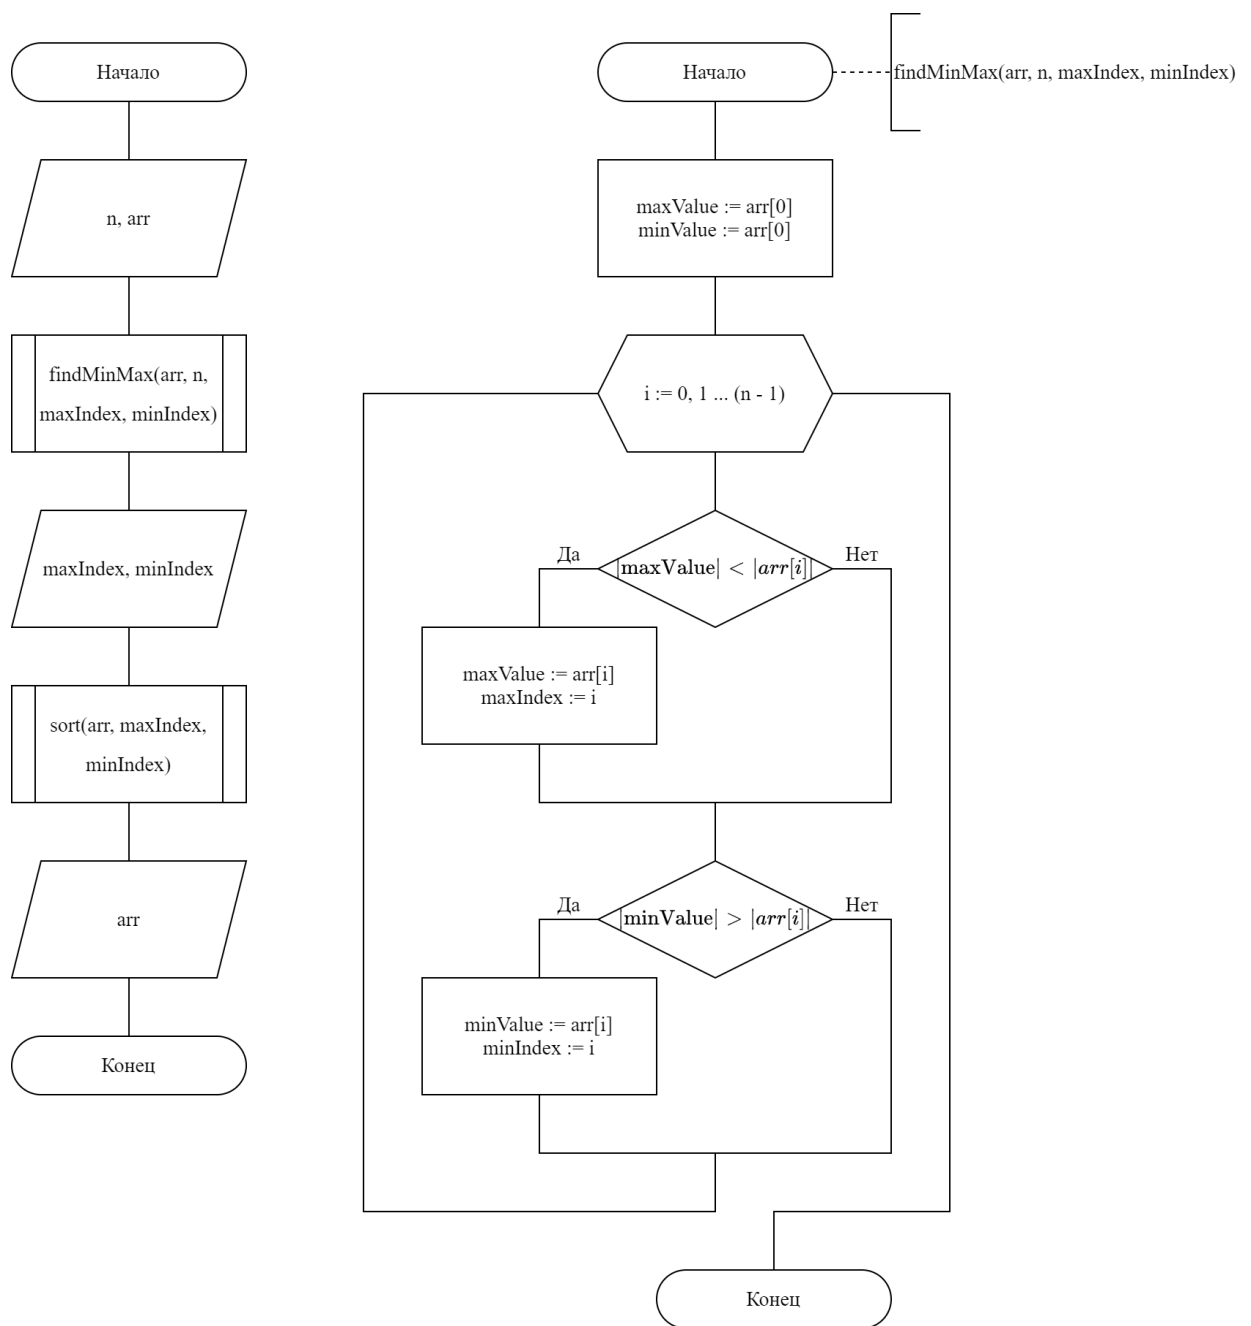 Начало
n, arr
findMinMax(arr, n,
maxIndex, minIndex)
maxIndex, minIndex
sort(arr, maxIndex,
minIndex)
arr
Конец
Начало
findMinMax(arr, n, maxIndex, minIndex)
maxValue := arr[0]
minValue := arr[0]
i := 0, 1 ... (n - 1)
Да
|maxValue| < |arr[i]|
Нет
maxValue := arr[i]
maxIndex := i
Да
|minValue| > |arr[i]|
Нет
minValue := arr[i]
minIndex := i
Конец